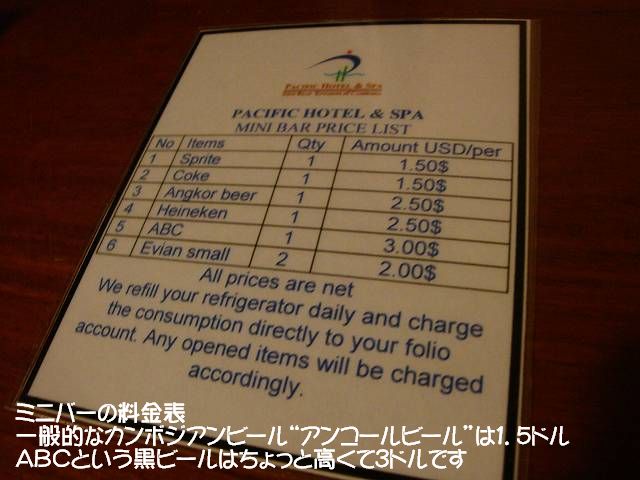 PACIFIC HOTEL & SPA
PACIFIC HOTEL & SPA
MINI BAR PRICE LIST
No Items Qty Amount USD/per
1 Sprite 1 1.50$
2 Coke 1 1.50$
3 Angkor beer 1 2.50$
4 Heineken 1 2.50$
5 ABC 1 3.00$
6 Evian small 2 2.00$
All prices are net
We refill your refrigerator daily and charge
the consumption directly to your folio
account. Any opened items will be charged
accordingly.
ミニバーの料金表
一般的なカンボジアンビール“アンコールビール”は1.5ドル
ABCという黒ビールはちょっと高くて3ドルです